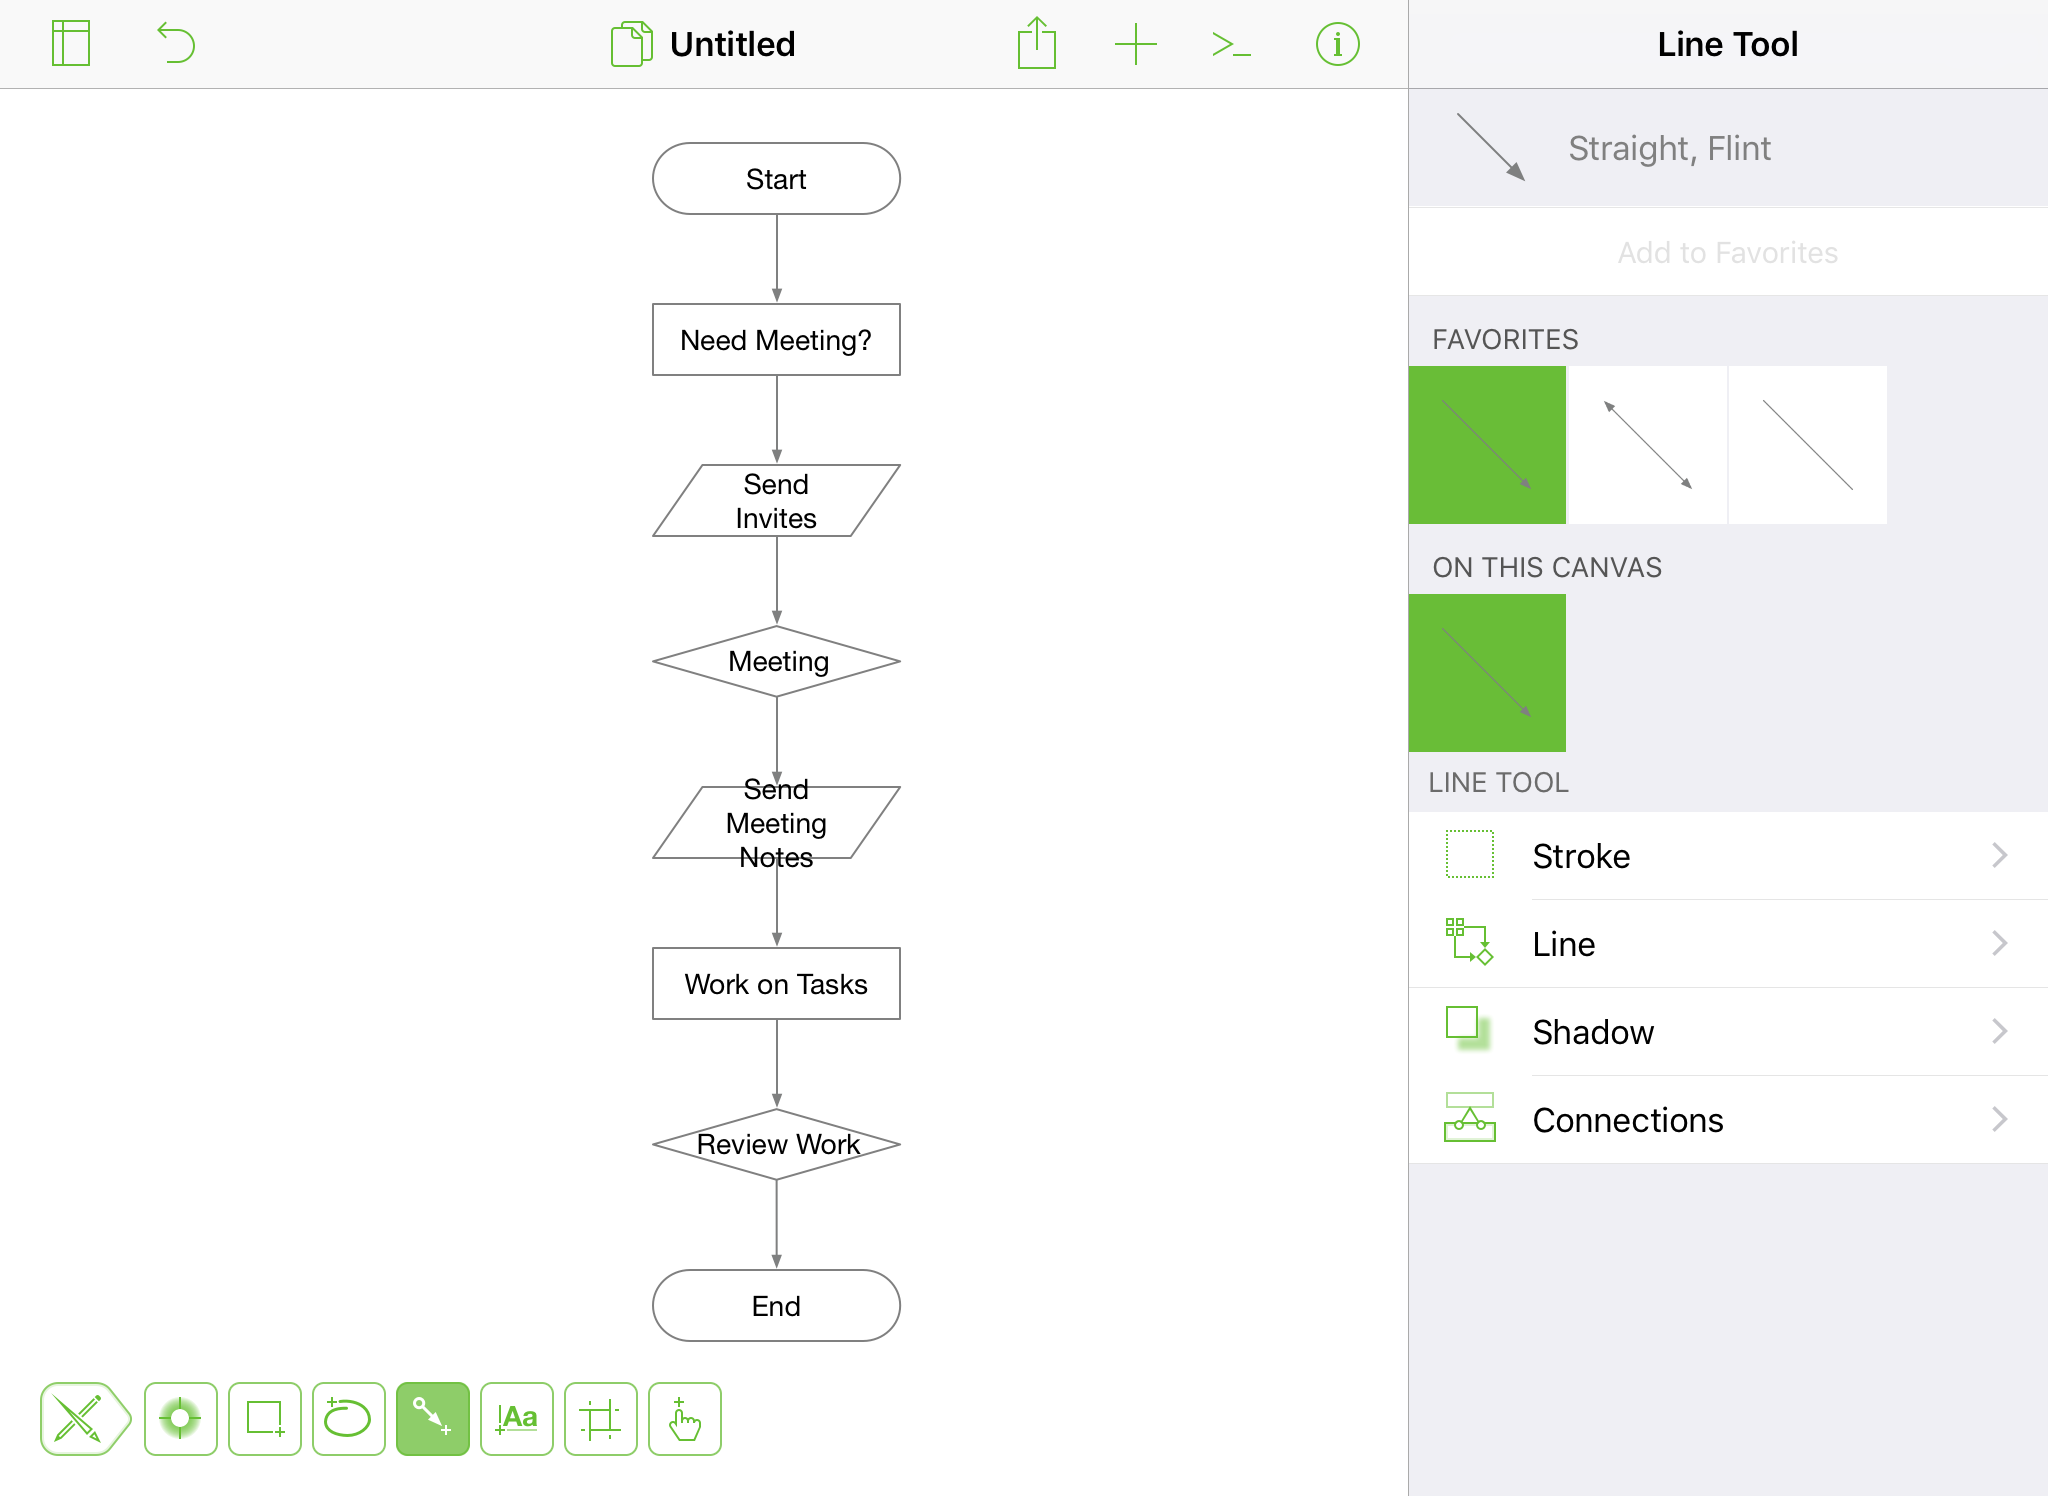 Untitled
Line Tool
Start
Need Meeting?
Send
Invites
Meeting
Send
Meeting
Notes
Work on Tasks
Review Work
End
Aa
Straight, Flint
Add to Favorites
FAVORITES
ON THIS CANVAS
LINE TOOL
Stroke
Line
Shadow
Connections